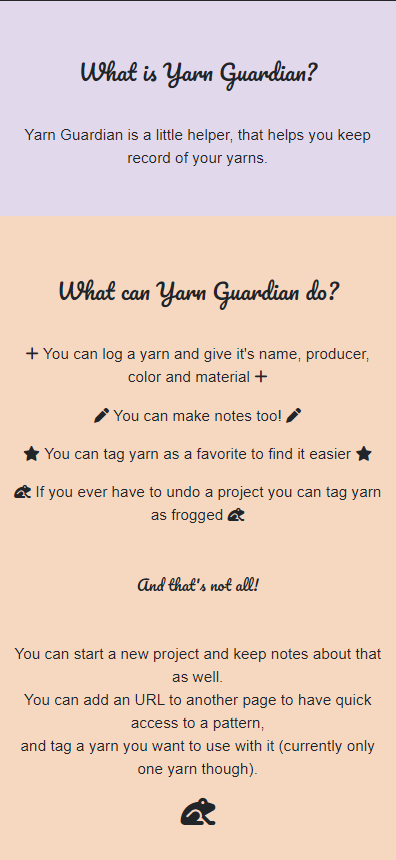 What is Yarn Guardian?
Yarn Guardian is a little helper, that helps you keep
record of your yarns.
What can Yarn Guardian do?
You can log a yarn and give it's name, producer,
color and material
You can make notes too!
You can tag yarn as a favorite to find it easier
If you ever have to undo a project you can tag yarn
as frogged
And that's not all!
You can start a new project and keep notes about that
as well.
You can add an URL to another page to have quick
access to a pattern,
and tag a yarn you want to use with it (currently only
one yarn though).